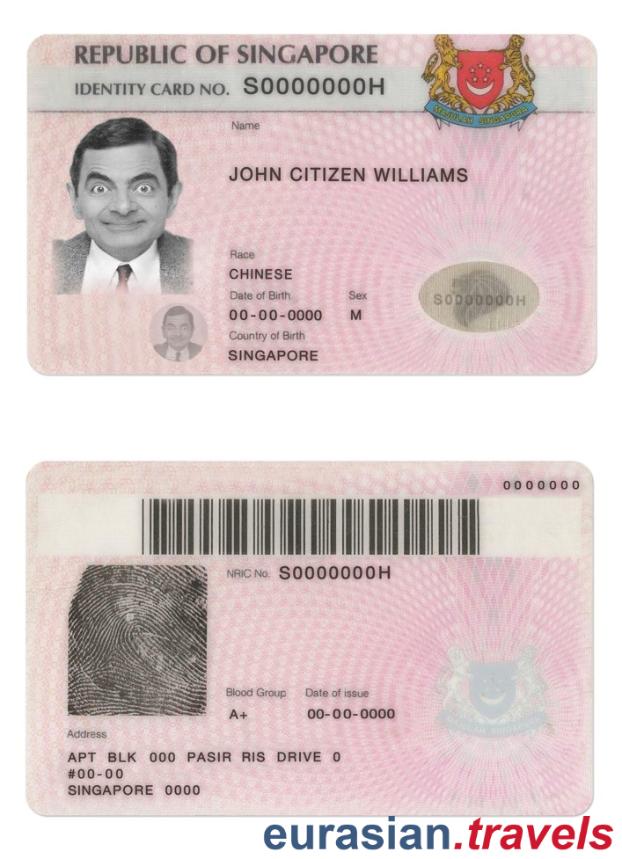 REPUBLIC OF SINGAPORE
IDENTITY CARD NO. S0000000H
MAJULAH SINGAPURA
Name
JOHN CITIZEN WILLIAMS
Race
CHINESE
Date of Birth Sex
00-00-0000 M
S0000000H
Country of Birth
SINGAPORE
0000000
NRIC No. S0000000H
Blood Group Date of issue
A+ 00-00-0000
Address
APT BLK 000 PASIR RIS DRIVE 0
#00-00
SINGAPORE 0000
eurasian.travels